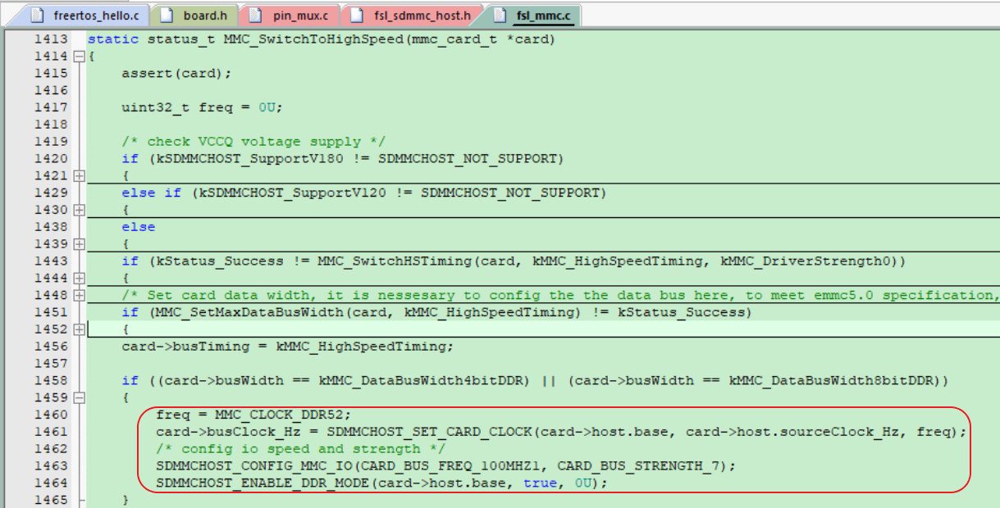 freertos_hello.c board.h pin_mux.c fsl_sdmmc_host.h fsl_mmc.c
1413 static status_t MMC_SwitchToHighSpeed(mmc_card_t *card)
1414 {
1415 assert(card);
1416
1417 uint32_t freq = 0U;
1418
1419 /* check VCCQ voltage supply */
1420 if (kSDMMCHOST_SupportV180 != SDMMCHOST_NOT_SUPPORT)
1421 {
1429 else if (kSDMMCHOST_SupportV120 != SDMMCHOST_NOT_SUPPORT)
1430 {
1438 else
1439 {
1443 if (kStatus_Success != MMC_SwitchHSTiming(card, kMMC_HighSpeedTiming, kMMC_DriverStrength0))
1444 {
1448 /* Set card data width, it is nessesary to config the the data bus here, to meet emmc5.0 specification,
1451 if (MMC_SetMaxDataBusWidth(card, kMMC_HighSpeedTiming) != kStatus_Success)
1452 {
1456 card->busTiming = kMMC_HighSpeedTiming;
1457
1458 if ((card->busWidth == kMMC_DataBusWidth4bitDDR) || (card->busWidth == kMMC_DataBusWidth8bitDDR))
1459 {
1460 freq = MMC_CLOCK_DDR52;
1461 card->busClock_Hz = SDMMCHOST_SET_CARD_CLOCK(card->host.base, card->host.sourceClock_Hz, freq);
1462 /* config io speed and strength */
1463 SDMMCHOST_CONFIG_MMC_IO(CARD_BUS_FREQ_100MHZ1, CARD_BUS_STRENGTH_7);
1464 SDMMCHOST_ENABLE_DDR_MODE(card->host.base, true, 0U);
1465 }